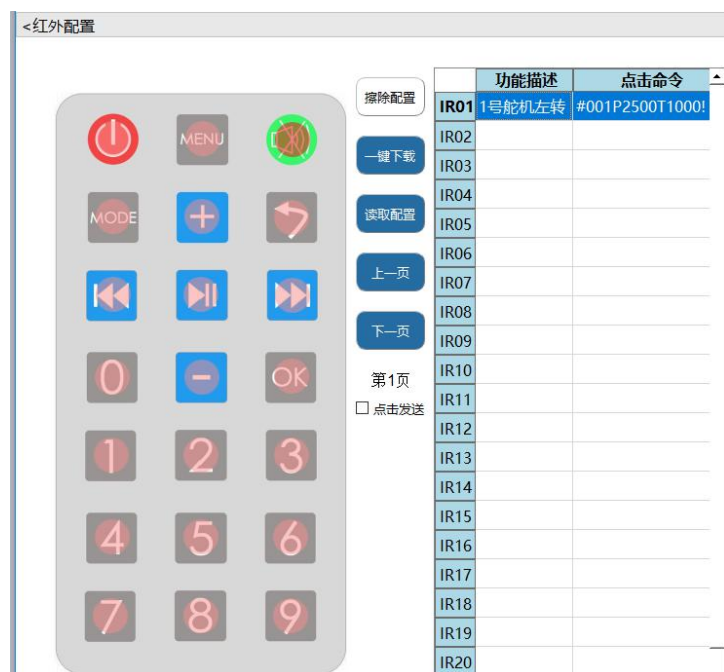 <红外配置
MENU
MODE
0
OK
1
2
3
4
5
6
7
8
9
擦除配置
一键下载
读取配置
上一页
下一页
第1页
点击发送
功能描述 点击命令
IR01 1号舵机左转 #001P2500T1000!
IR02
IR03
IR04
IR05
IR06
IR07
IR08
IR09
IR10
IR11
IR12
IR13
IR14
IR15
IR16
IR17
IR18
IR19
IR20